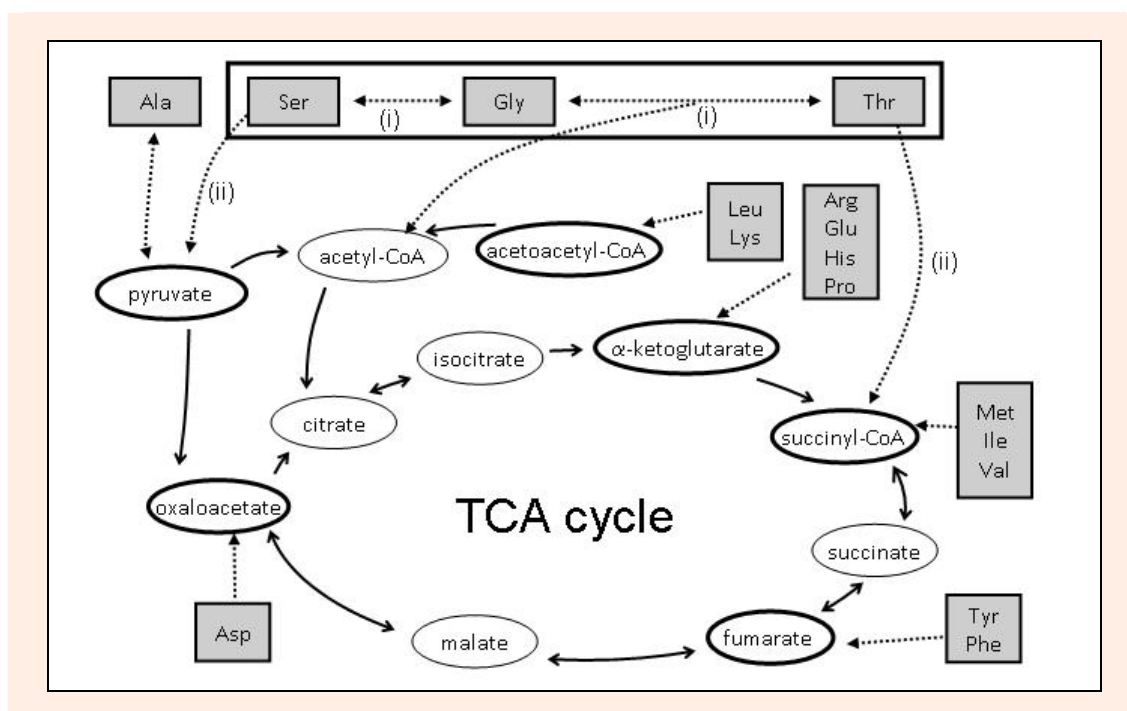 Ala
Ser
Gly
Thr
(i)
(i)
(ii)
Leu
Lys
Arg
Glu
His
Pro
acetyl-CoA
acetoacetyl-CoA
(ii)
pyruvate
isocitrate
α-ketoglutarate
citrate
succinyl-CoA
Met
Ile
Val
oxaloacetate
TCA cycle
succinate
Asp
malate
fumarate
Tyr
Phe